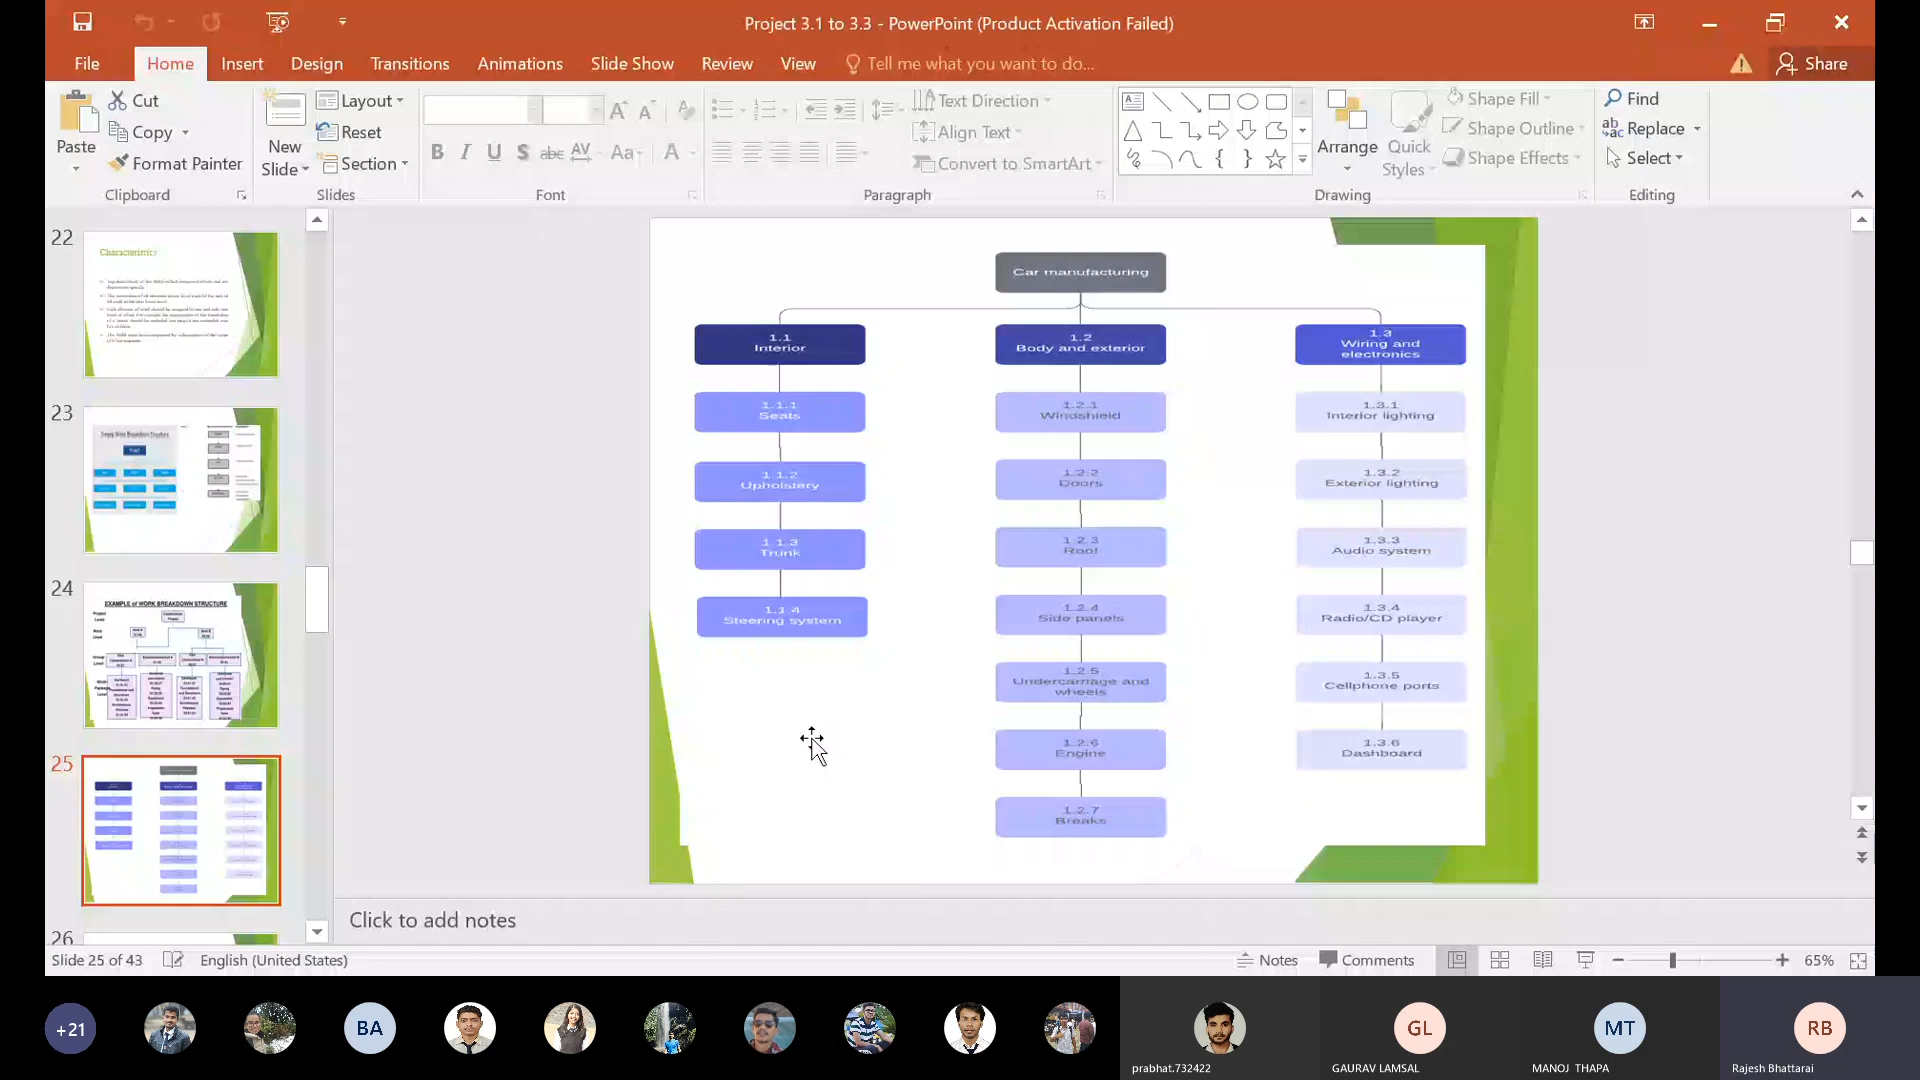 Project 3.1 to 3.3 - PowerPoint (Product Activation Failed)
File Home Insert Design Transitions Animations Slide Show Review View Tell me what you want to do... Share
Paste
Cut
Copy
Format Painter
Clipboard
New
Slide
Layout
Reset
Section
Slides
Font
Text Direction
Align Text
Convert to SmartArt
Paragraph
Arrange
Quick
Styles
Shape Fill
Shape Outline
Shape Effects
Drawing
Find
Replace
Select
Editing
22
Characteristics
23
24
EXAMPLE of WORK BREAKDOWN STRUCTURE
25
26
Car manufacturing
1.1
Interior
1.1.1
Seats
1.1.2
Upholstery
1.1.3
Trunk
1.1.4
Steering system
1.2
Body and exterior
1.2.1
Windshield
1.2.2
Doors
1.2.3
Roof
1.2.4
Side panels
1.2.5
Undercarriage and
wheels
1.2.6
Engine
1.2.7
Breaks
1.3
Wiring and
electronics
1.3.1
Interior lighting
1.3.2
Exterior lighting
1.3.3
Audio system
1.3.4
Radio/CD player
1.3.5
Cellphone ports
1.3.6
Dashboard
Click to add notes
Slide 25 of 43 English (United States) Notes Comments 65%
+21 BA GL MT RB
prabhat.732422 GAURAV LAMSAL MANOJ THAPA Rajesh Bhattarai